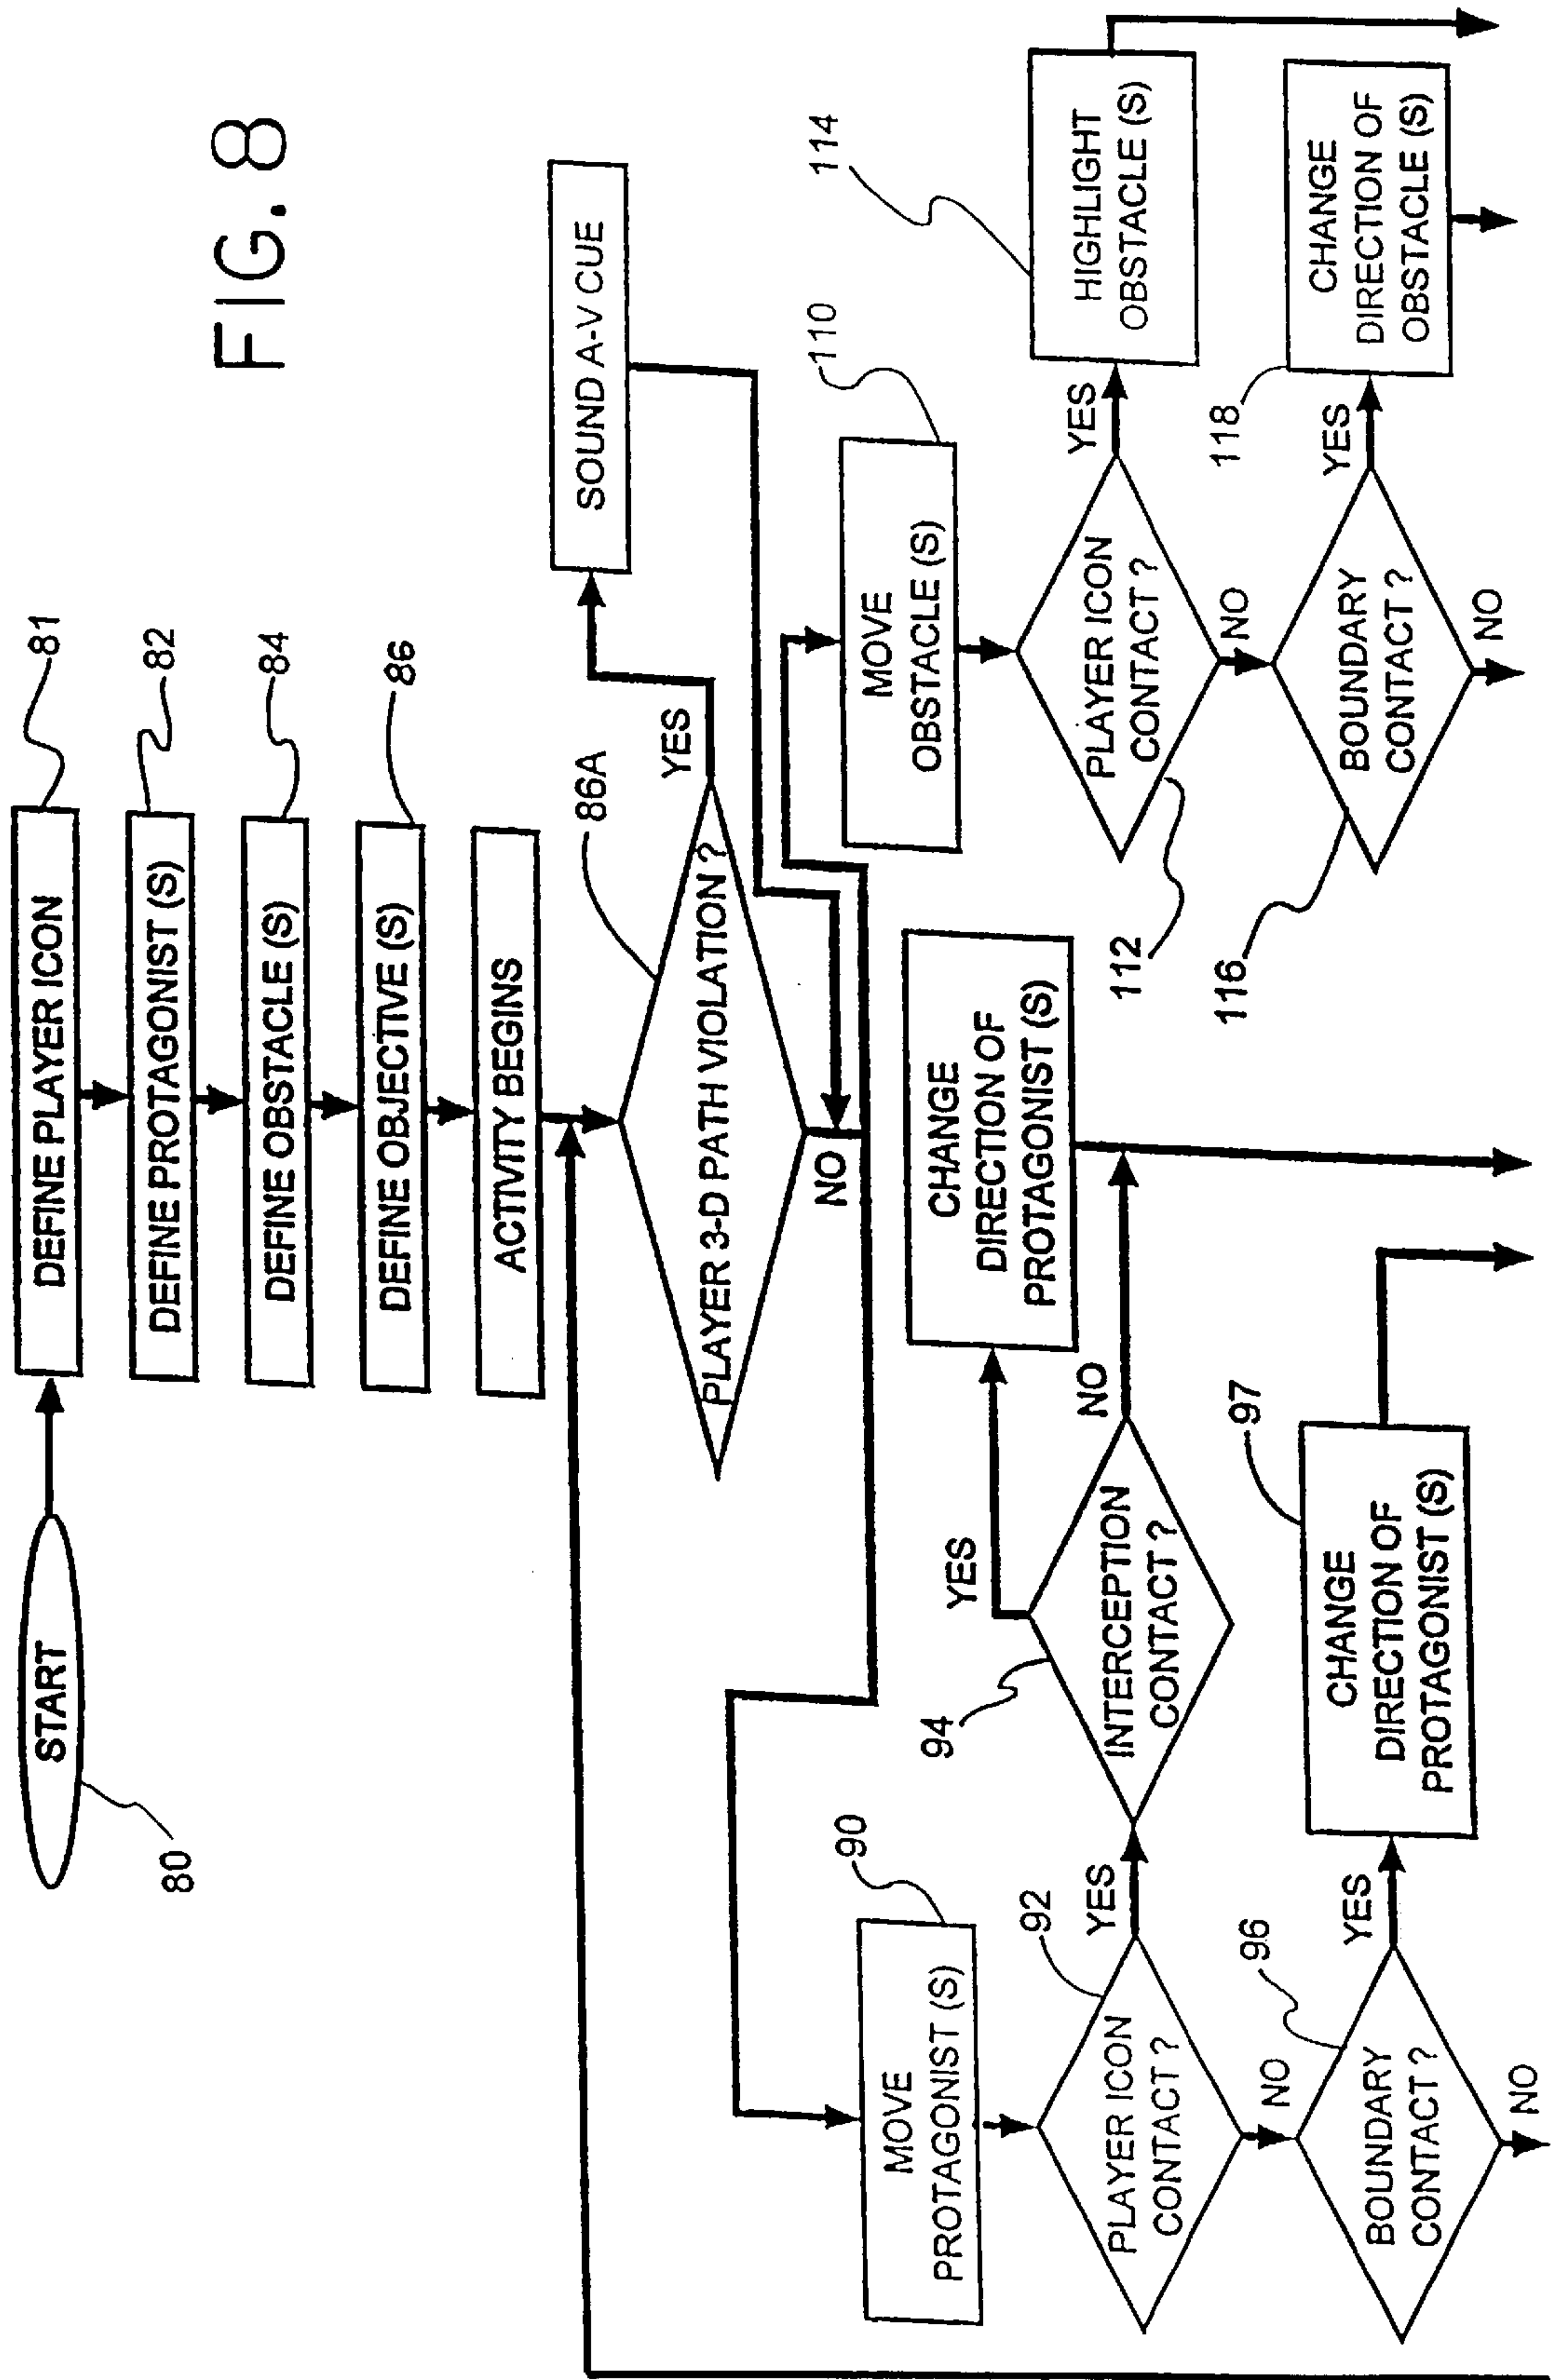 FIG. 8
START
80
DEFINE PLAYER ICON
81
DEFINE PROTAGONIST (S)
82
DEFINE OBSTACLE (S)
84
DEFINE OBJECTIVE (S)
86
ACTIVITY BEGINS
PLAYER 3-D PATH VIOLATION ?
86A
YES
NO
SOUND A-V CUE
MOVE
PROTAGONIST (S)
90
PLAYER ICON
CONTACT ?
92
YES
NO
INTERCEPTION
CONTACT ?
94
YES
NO
CHANGE
DIRECTION OF
PROTAGONIST (S)
BOUNDARY
CONTACT ?
96
YES
NO
CHANGE
DIRECTION OF
PROTAGONIST (S)
97
MOVE
OBSTACLE (S)
110
PLAYER ICON
CONTACT ?
112
YES
NO
HIGHLIGHT
OBSTACLE (S)
114
BOUNDARY
CONTACT ?
116
YES
NO
CHANGE
DIRECTION OF
OBSTACLE (S)
118